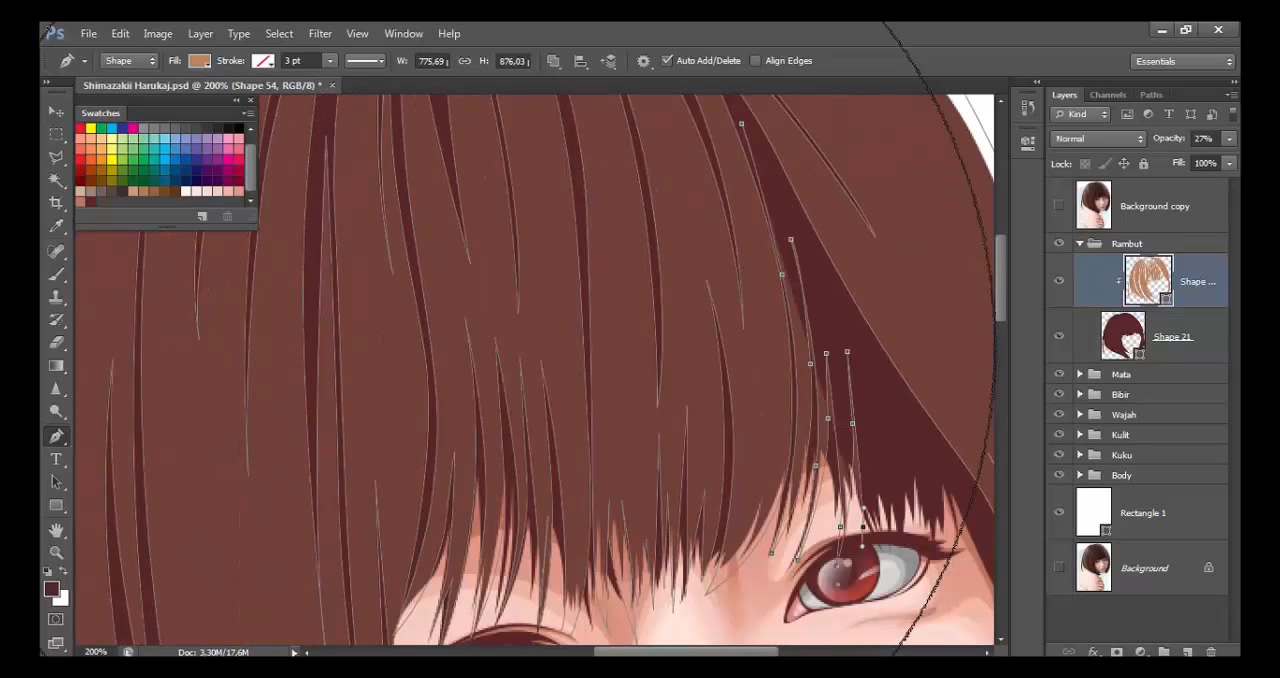 Ps File Edit Image Layer Type Select Filter View Window Help
Shape Fill: Stroke: 3 pt W: 775,69 H: 876,03 Auto Add/Delete Align Edges Essentials
Shimazakii Harukaj.psd @ 200% (Shape 54, RGB/8) *
Swatches
Layers Channels Paths
Kind
Normal Opacity: 27%
Lock: Fill: 100%
Background copy
Rambut
Shape ...
Shape 21
Mata
Bibir
Wajah
Kulit
Kuku
Body
Rectangle 1
Background
200% Doc: 3,30M/17,6M